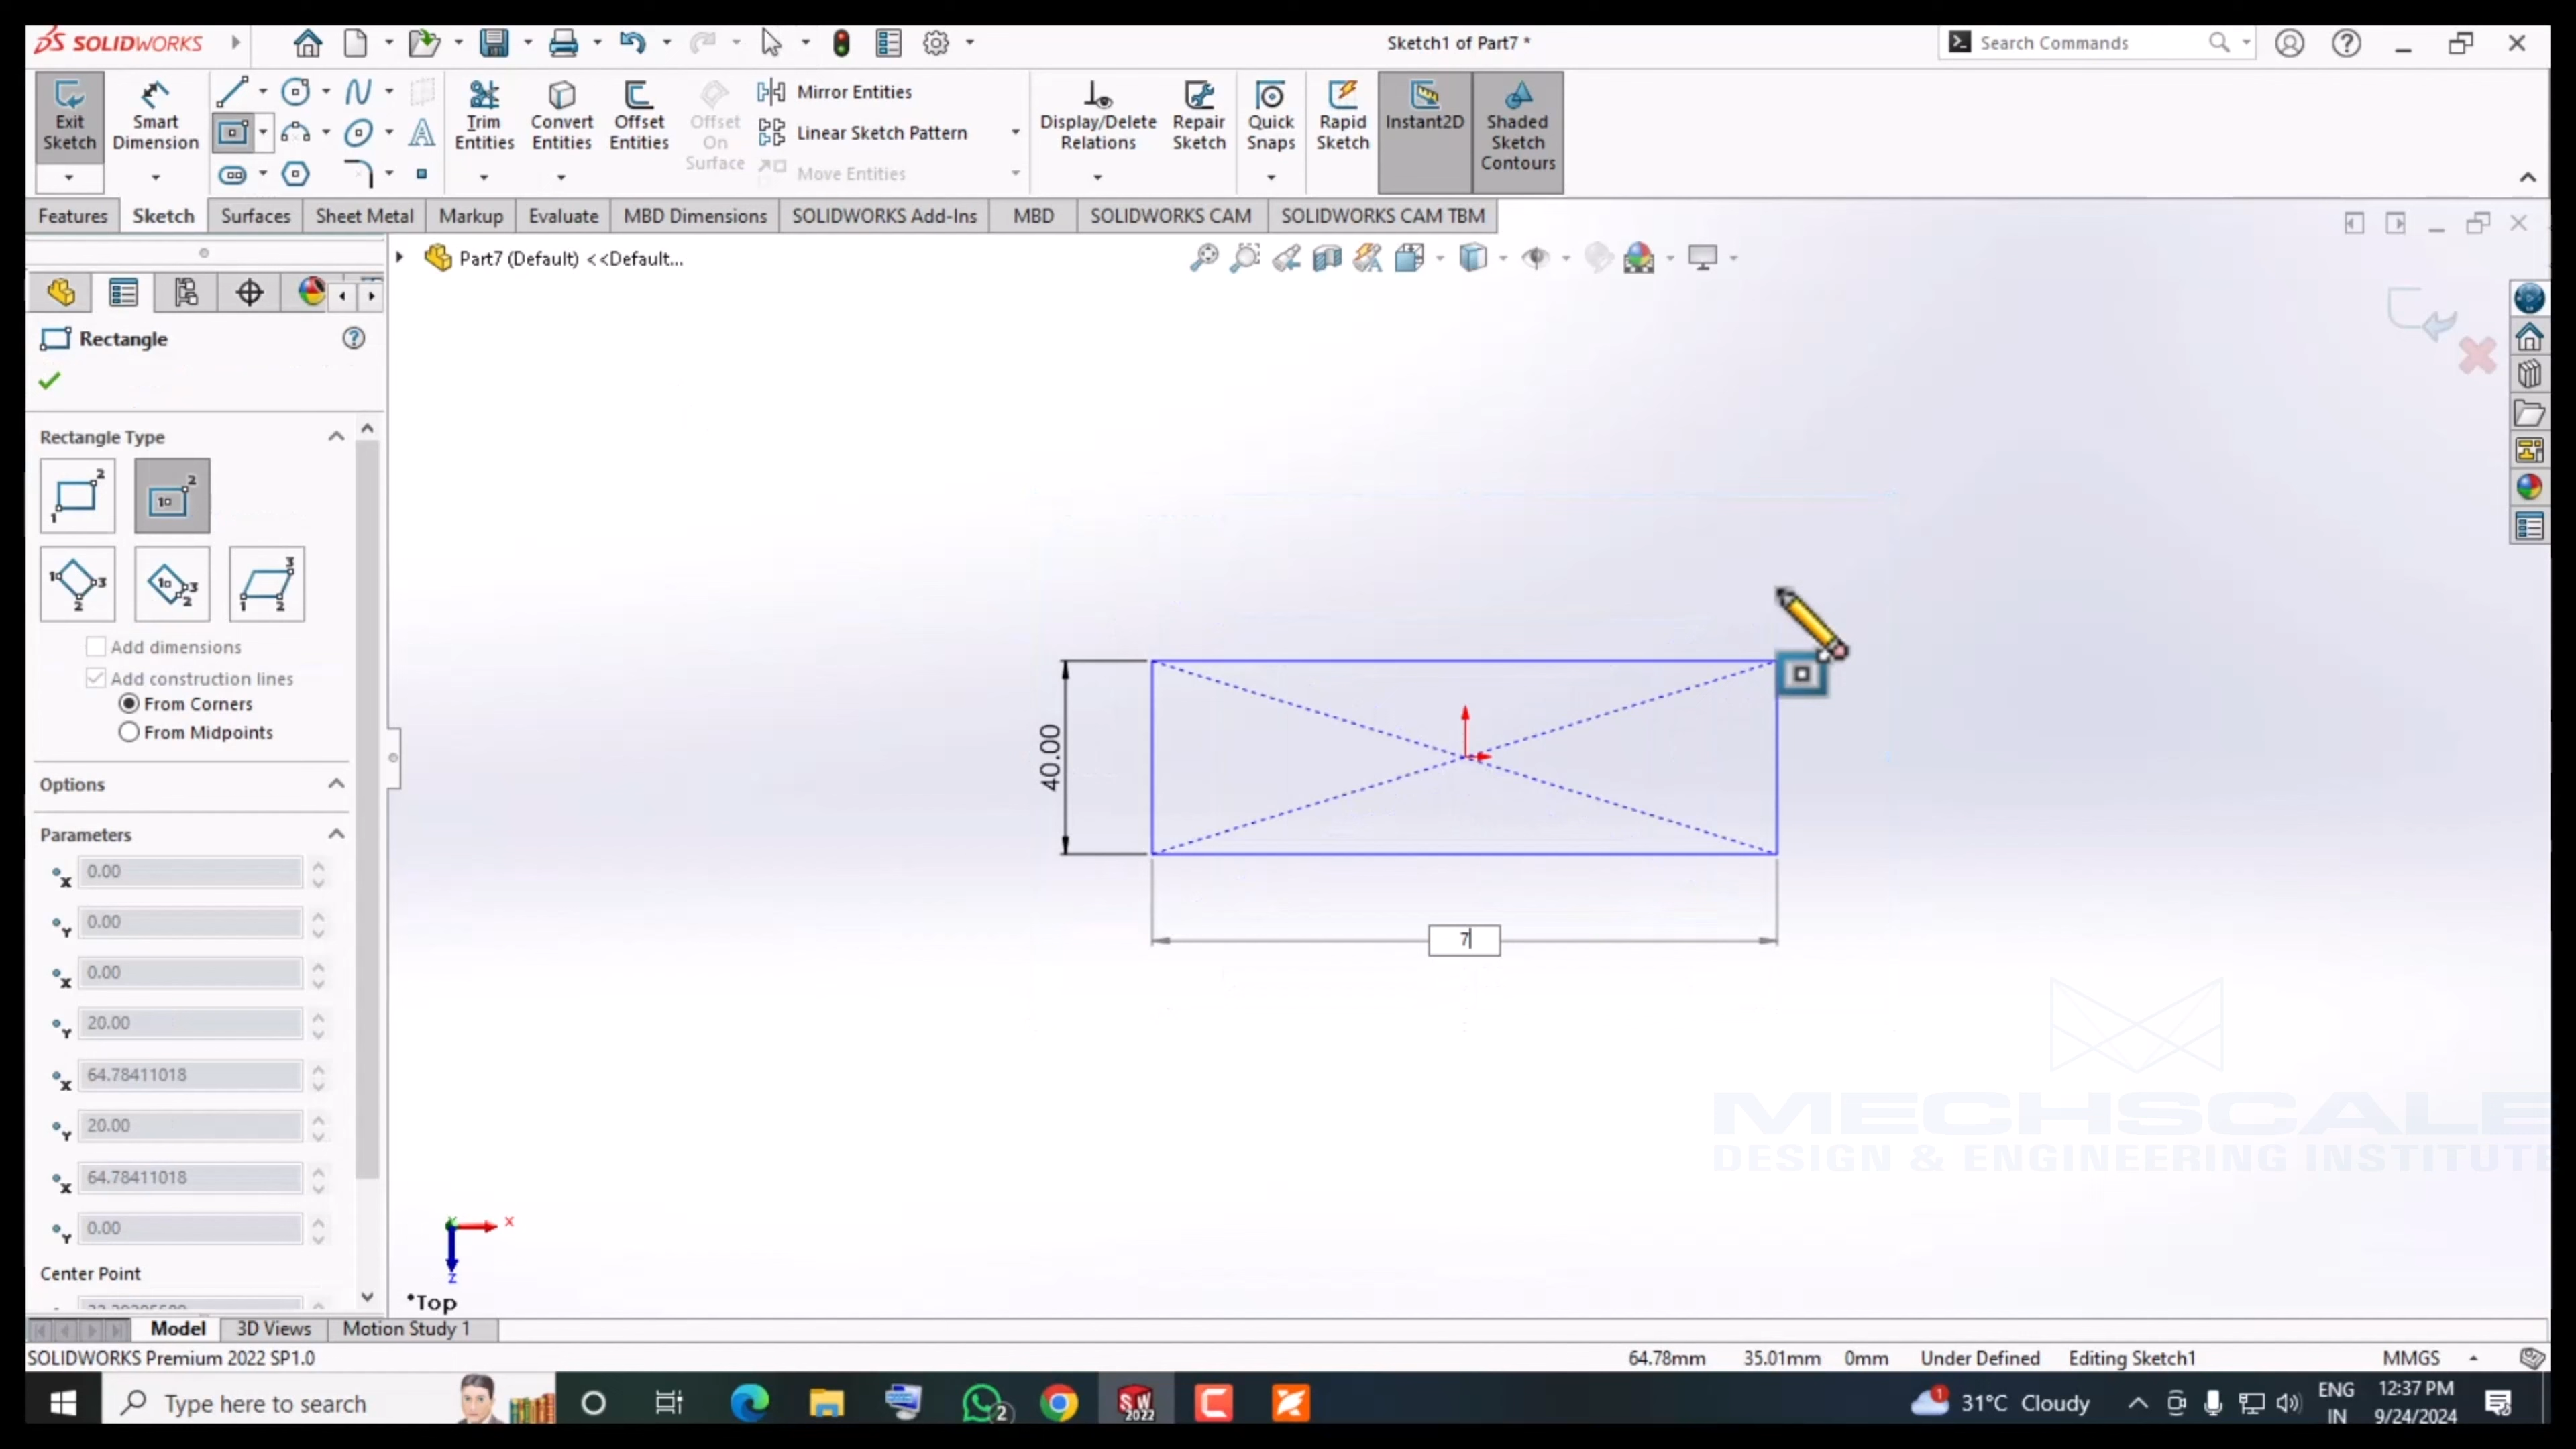 SOLIDWORKS
Sketch1 of Part7 *
Search Commands
Exit Sketch
Smart Dimension
Trim Entities
Convert Entities
Offset Entities
Offset On Surface
Mirror Entities
Linear Sketch Pattern
Move Entities
Display/Delete Relations
Repair Sketch
Quick Snaps
Rapid Sketch
Instant2D
Shaded Sketch Contours
Features
Sketch
Surfaces
Sheet Metal
Markup
Evaluate
MBD Dimensions
SOLIDWORKS Add-Ins
MBD
SOLIDWORKS CAM
SOLIDWORKS CAM TBM
Part7 (Default) <<Default...
Rectangle
Rectangle Type
Add dimensions
Add construction lines
From Corners
From Midpoints
Options
Parameters
0.00
0.00
0.00
20.00
64.78411018
20.00
64.78411018
0.00
Center Point
40.00
7
MECHSCALE
DESIGN & ENGINEERING INSTITUTE
x
z
*Top
Model
3D Views
Motion Study 1
SOLIDWORKS Premium 2022 SP1.0
64.78mm
35.01mm
0mm
Under Defined
Editing Sketch1
MMGS
Type here to search
2
SW 2022
1
31°C Cloudy
ENG
IN
12:37 PM
9/24/2024